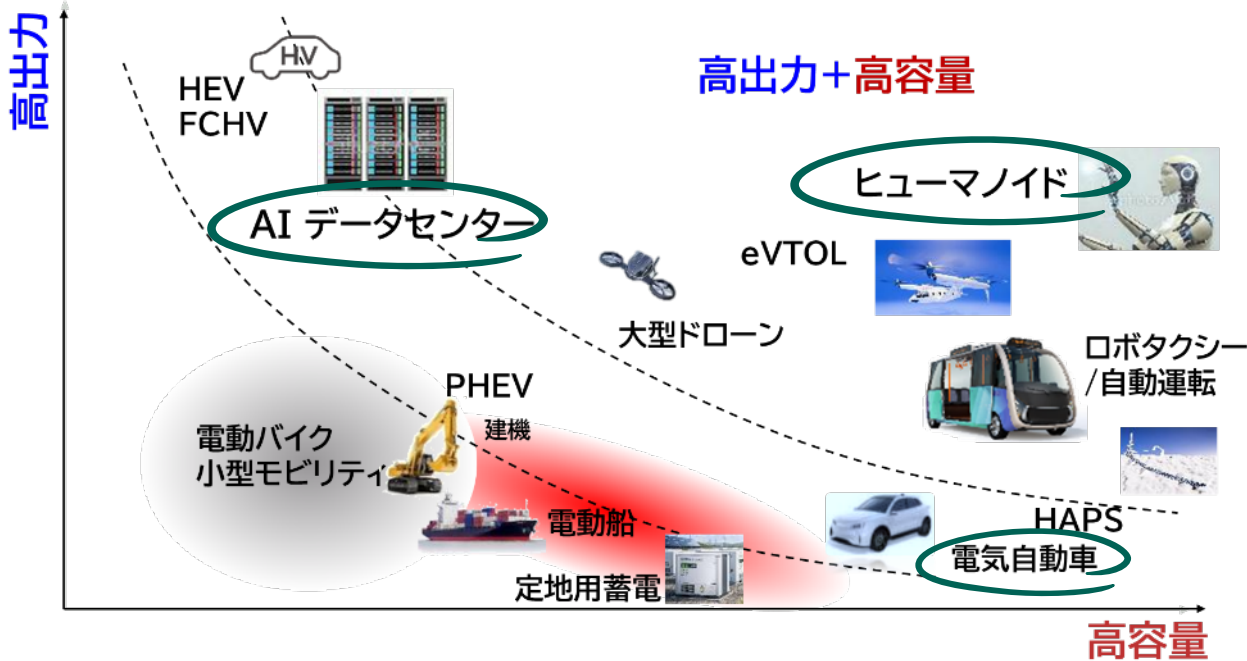 高出力
HV
HEV
FCHV
高出力+高容量
AI データセンター
ヒューマノイド
eVTOL
大型ドローン
ロボタクシー
/自動運転
PHEV
建機
電動バイク
小型モビリティ
電動船
HAPS
電気自動車
定地用蓄電
高容量